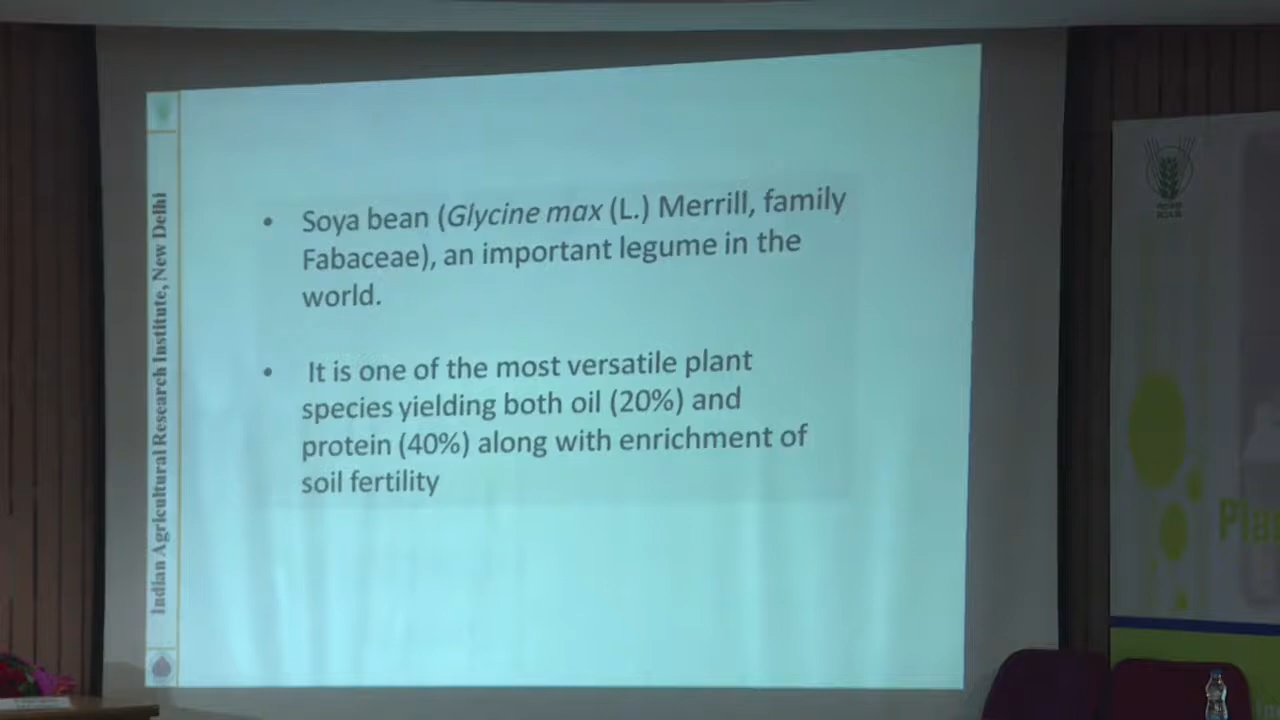 Indian Agricultural Research Institute, New Delhi
• Soya bean (Glycine max (L.) Merrill, family
Fabaceae), an important legume in the
world.
• It is one of the most versatile plant
species yielding both oil (20%) and
protein (40%) along with enrichment of
soil fertility